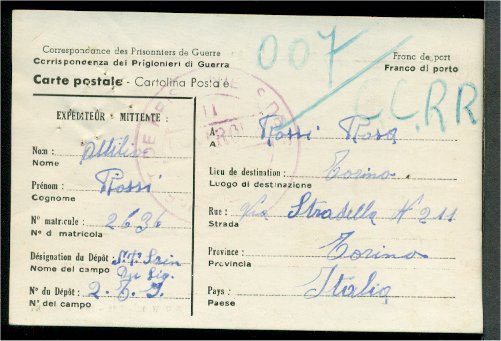 Correspondance des Prisonniers de Guerre
Corrispondenza dei Prigionieri di Guerra
Carte postale - Cartolina Postale
007/CCRR
Franc de port
Franco di porto
EXPÉDITEUR - MITTENTE :
Nom : Attilio
Nome
Prénom : Rossi
Cognome
N° matricule : 2636
N° d matricola
Désignation du Dépôt :
Nome del campo
N° du Dépôt : 2.
N° del campo
A: Rossi Rosa
A:
Lieu de destination : Torino
Luogo di destinazione
Rue : Via Stradella N° 211
Strada
Province : Torino
Provincia
Pays : Italia
Paese